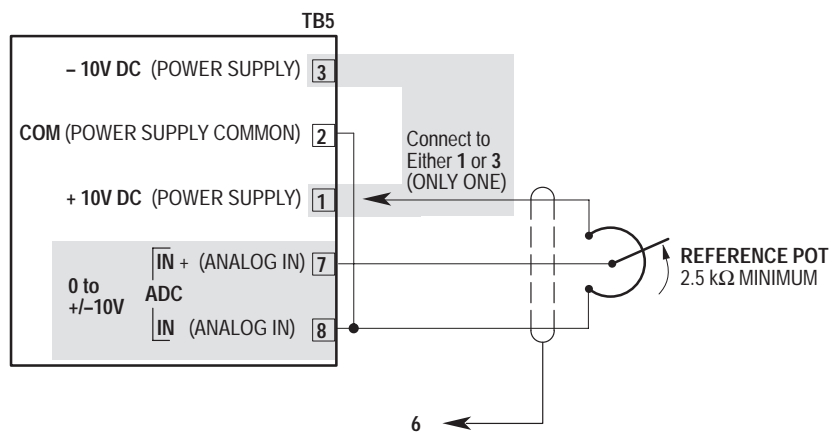 TB5
– 10V DC (POWER SUPPLY) 3
COM (POWER SUPPLY COMMON) 2
Connect to
Either 1 or 3
(ONLY ONE)
+ 10V DC (POWER SUPPLY) 1
IN + (ANALOG IN) 7
0 to
+/–10V
ADC
IN (ANALOG IN) 8
REFERENCE POT
2.5 kΩ MINIMUM
6